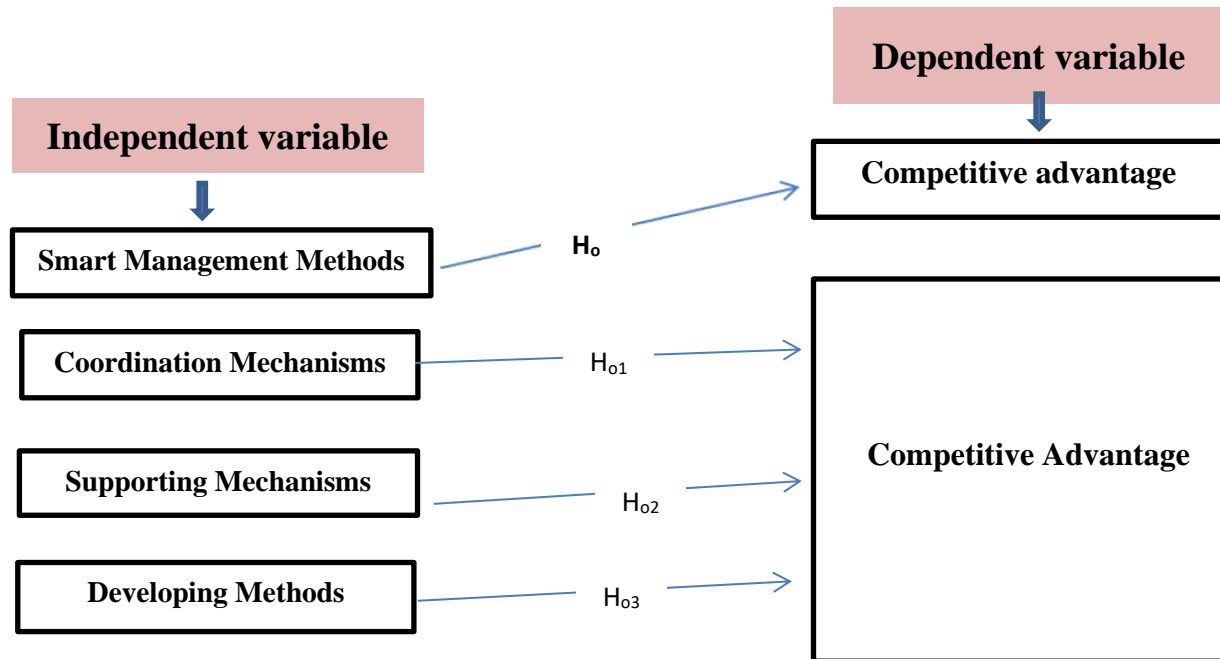 Dependent variable
Independent variable
Competitive advantage
Smart Management Methods
Hₒ
Coordination Mechanisms
Hₒ₁
Competitive Advantage
Supporting Mechanisms
Hₒ₂
Developing Methods
Hₒ₃